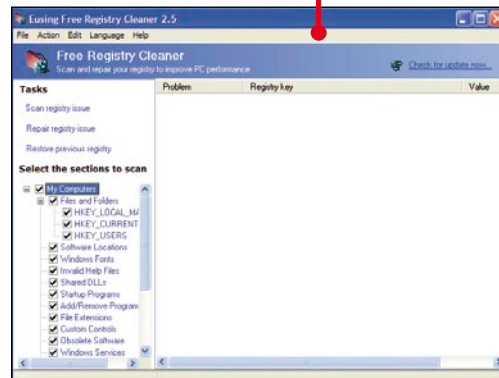 Eusing Free Registry Cleaner 2.5
File Action Edit Language Help
Free Registry Cleaner
Scan and repair your registry to improve PC performance
Check for update now...
Tasks
Scan registry issue
Repair registry issue
Restore previous registry
Select the sections to scan
My Computers
Files and Folders
HKEY_LOCAL_MA
HKEY_CURRENT
HKEY_USERS
Software Locations
Windows Fonts
Invalid Help Files
Shared DLLs
Startup Programs
Add/Remove Program
File Extensions
Custom Controls
Obsolete Software
Windows Services
Problem Registry key Value